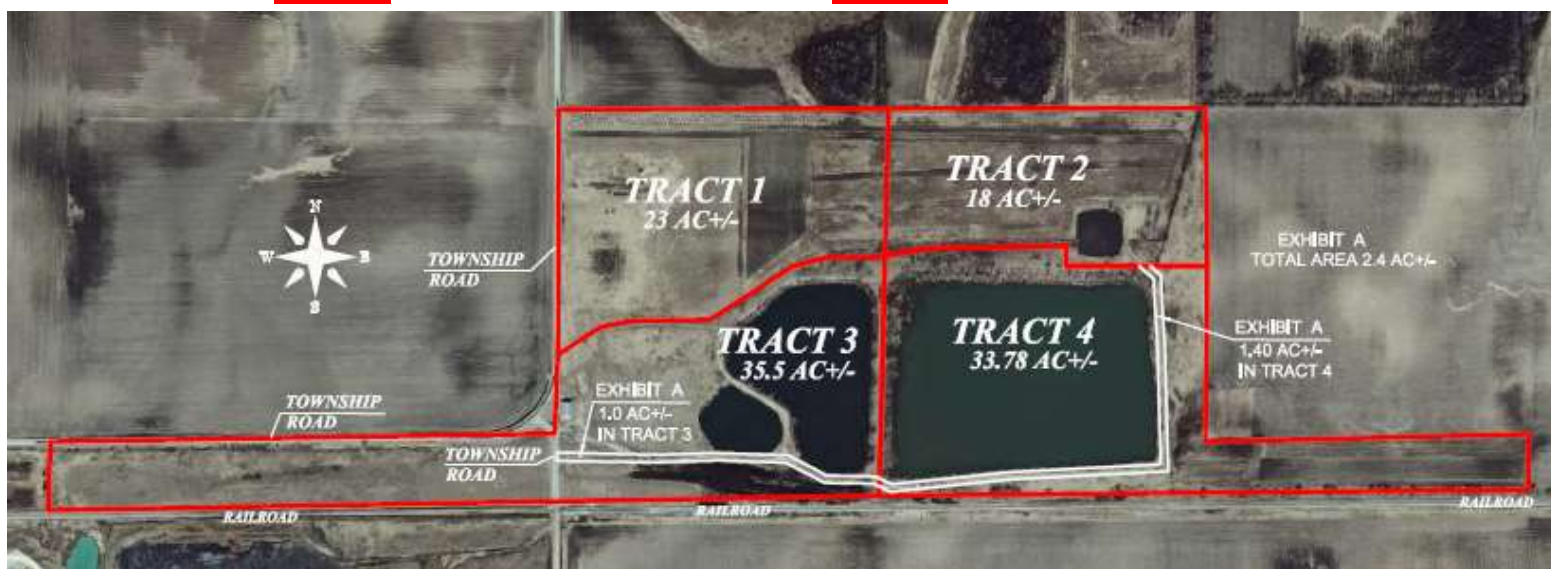 TRACT 1
23 AC+/-
TRACT 2
18 AC+/-
N
W E
S
TOWNSHIP
ROAD
EXHIBIT A
TOTAL AREA 2.4 AC+/-
TRACT 3
35.5 AC+/-
TRACT 4
33.78 AC+/-
EXHIBIT A
1.40 AC+/-
IN TRACT 4
EXHIBIT A
1.0 AC+/-
IN TRACT 3
TOWNSHIP
ROAD
TOWNSHIP
ROAD
RAILROAD
RAILROAD
RAILROAD